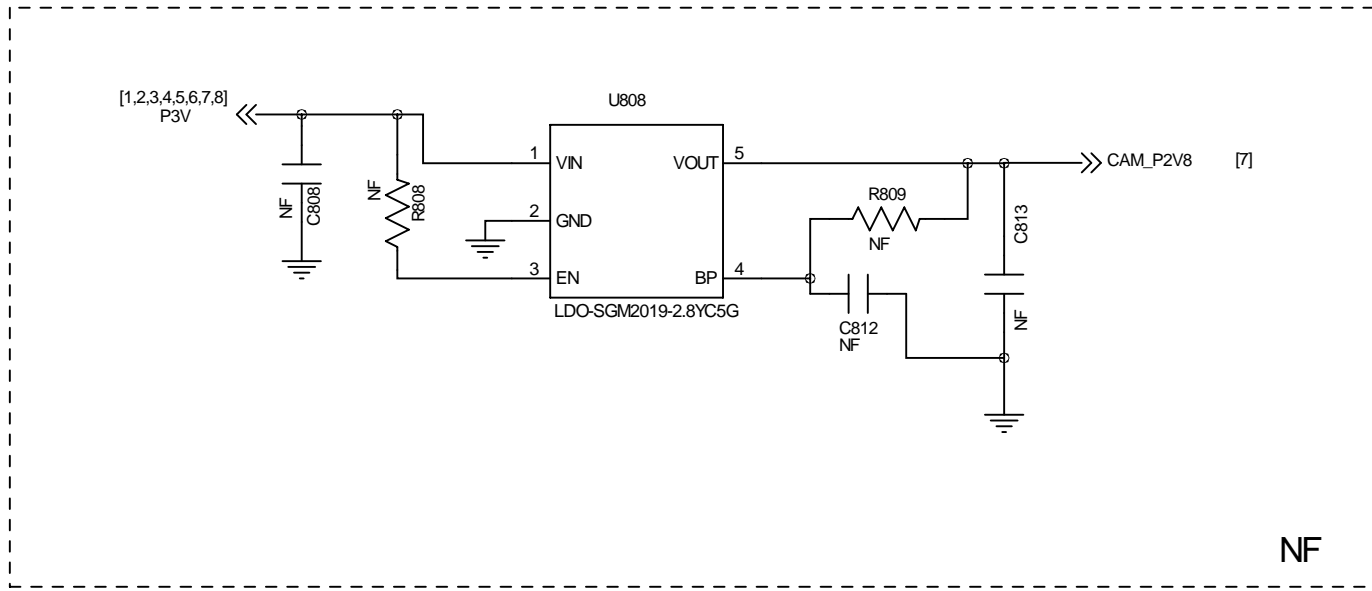 [1,2,3,4,5,6,7,8]
P3V
U808
1 VIN
VOUT 5
CAM_P2V8 [7]
NF
C808
NF
R808
R809
NF
C813
NF
2 GND
3 EN
BP 4
LDO-SGM2019-2.8YC5G
C812
NF
NF